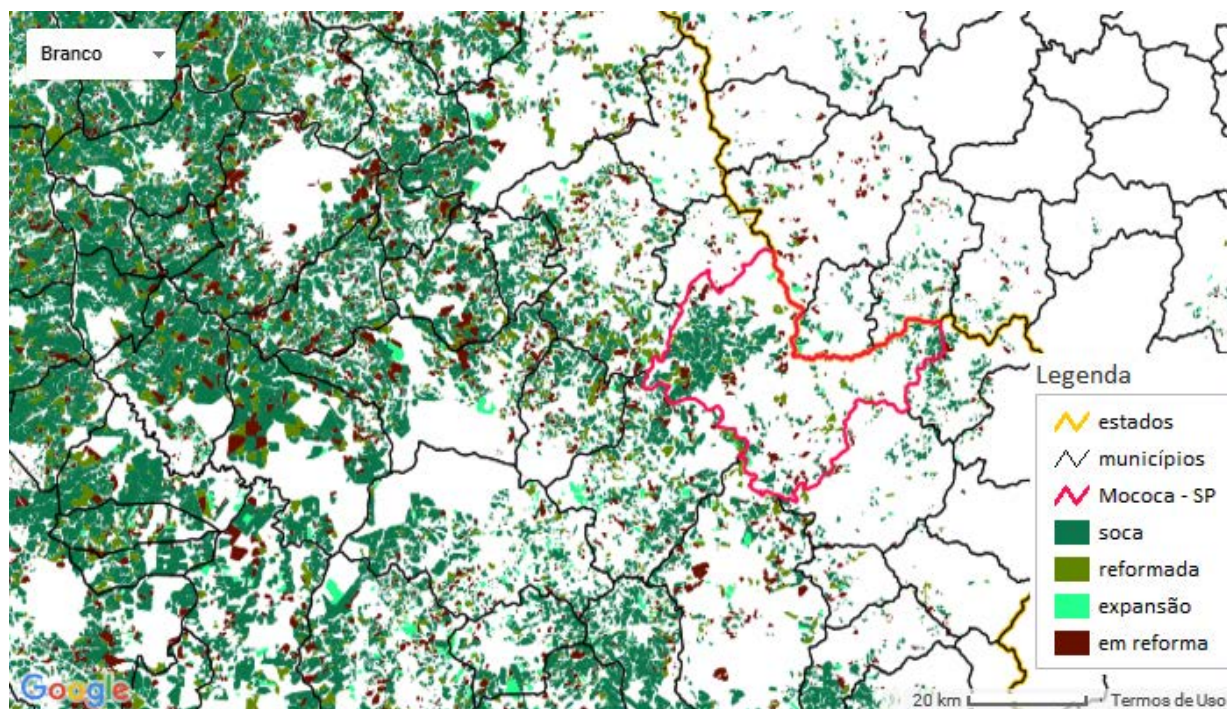 Branco
Legenda
estados
municípios
Mococa - SP
soca
reformada
expansão
em reforma
Google
20 km
Termos de Uso